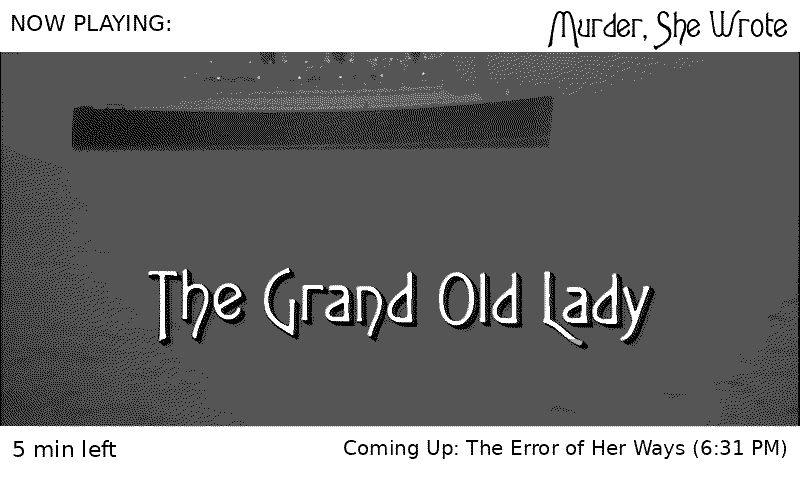 NOW PLAYING:
Murder, She Wrote
The Grand Old Lady
5 min left
Coming Up: The Error of Her Ways (6:31 PM)